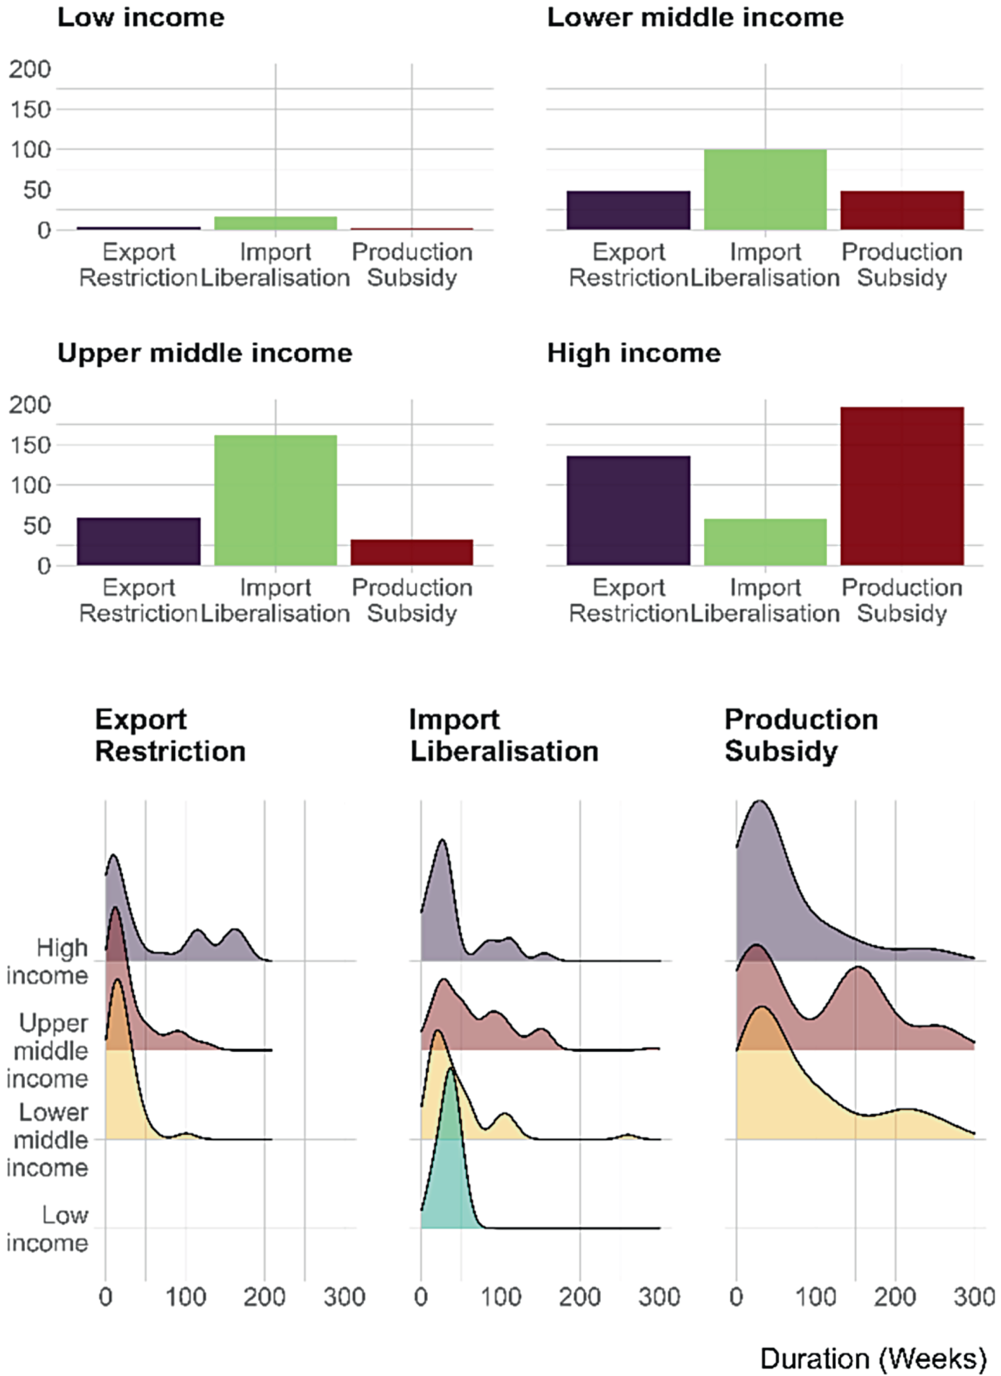 Low income
Lower middle income
200
150
100
50
0
Export Import Production
Restriction Liberalisation Subsidy
Export Import Production
Restriction Liberalisation Subsidy
Upper middle income
High income
200
150
100
50
0
Export Import Production
Restriction Liberalisation Subsidy
Export Import Production
Restriction Liberalisation Subsidy
Export
Restriction
Import
Liberalisation
Production
Subsidy
High
income
Upper
middle
income
Lower
middle
income
Low
income
0 100 200 300
0 100 200 300
0 100 200 300
Duration (Weeks)